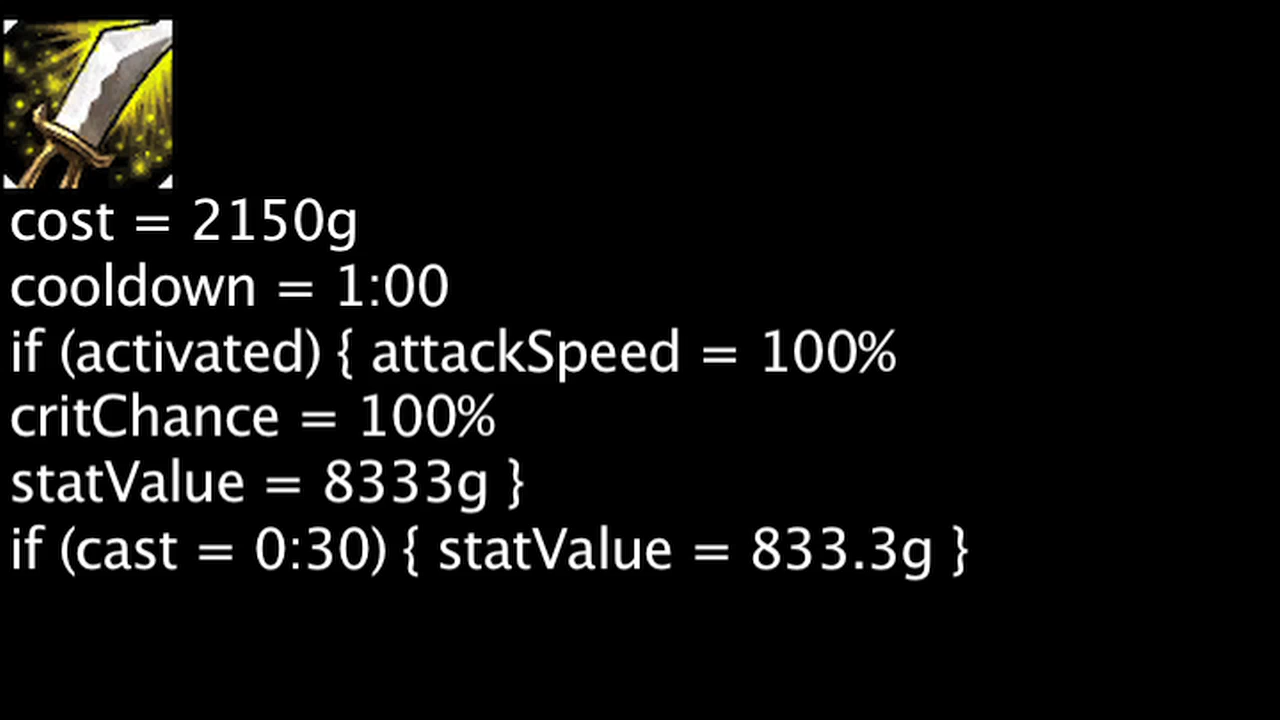 cost = 2150g
cooldown = 1:00
if (activated) { attackSpeed = 100%
critChance = 100%
statValue = 8333g }
if (cast = 0:30) { statValue = 833.3g }